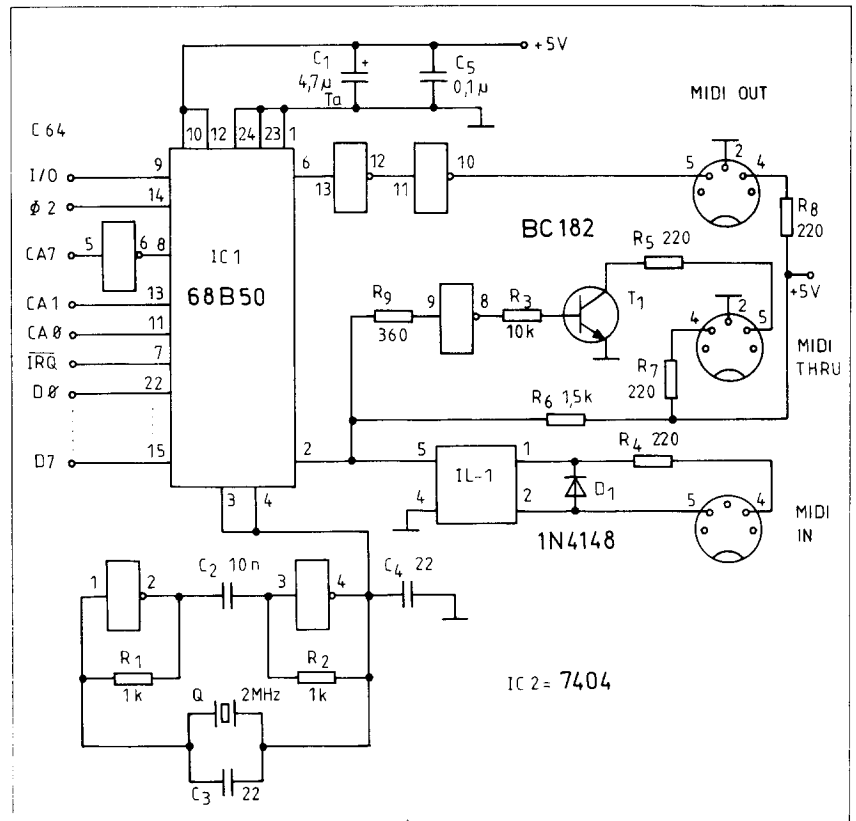 C1 4,7µ + Ta
C5 0,1µ
+5V
MIDI OUT
C64
10 12 24 23 1
I/O 9
φ2 14
CA7 5 6 8
CA1 13
CA0 11
IRQ 7
D0 22
D7 15
IC1
68B50
6 13 12 11 10
5 2 4
R8 220
BC182
R5 220
+5V
R9 360
9 8
R3 10k
T1
4 2 5
MIDI THRU
R7 220
R6 1,5k
R4 220
2
5 1
IL-1
4 2
D1
1N4148
5 4
MIDI IN
3 4
1 2
C2 10n
3 4
C4 22
R1 1k
R2 1k
Q 2MHz
C3 22
IC2= 7404